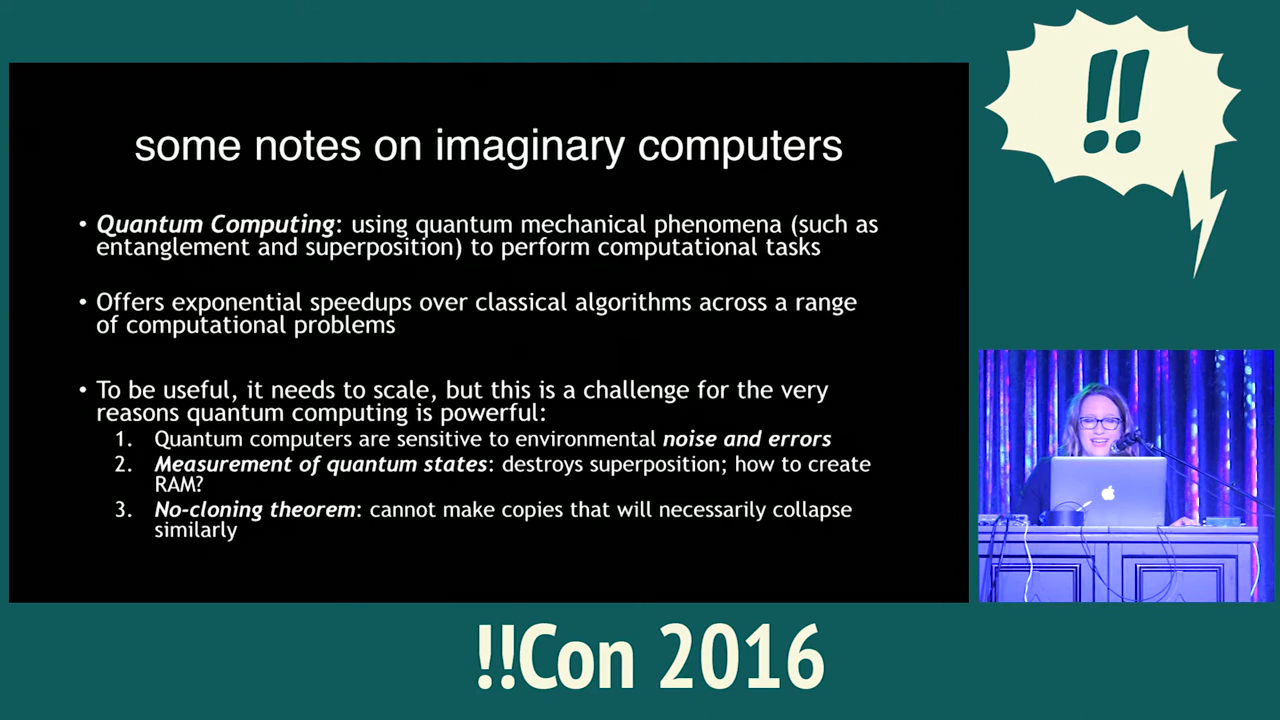 !!
some notes on imaginary computers
• Quantum Computing: using quantum mechanical phenomena (such as
entanglement and superposition) to perform computational tasks
• Offers exponential speedups over classical algorithms across a range
of computational problems
• To be useful, it needs to scale, but this is a challenge for the very
reasons quantum computing is powerful:
1. Quantum computers are sensitive to environmental noise and errors
2. Measurement of quantum states: destroys superposition; how to create
RAM?
3. No-cloning theorem: cannot make copies that will necessarily collapse
similarly
!!Con 2016